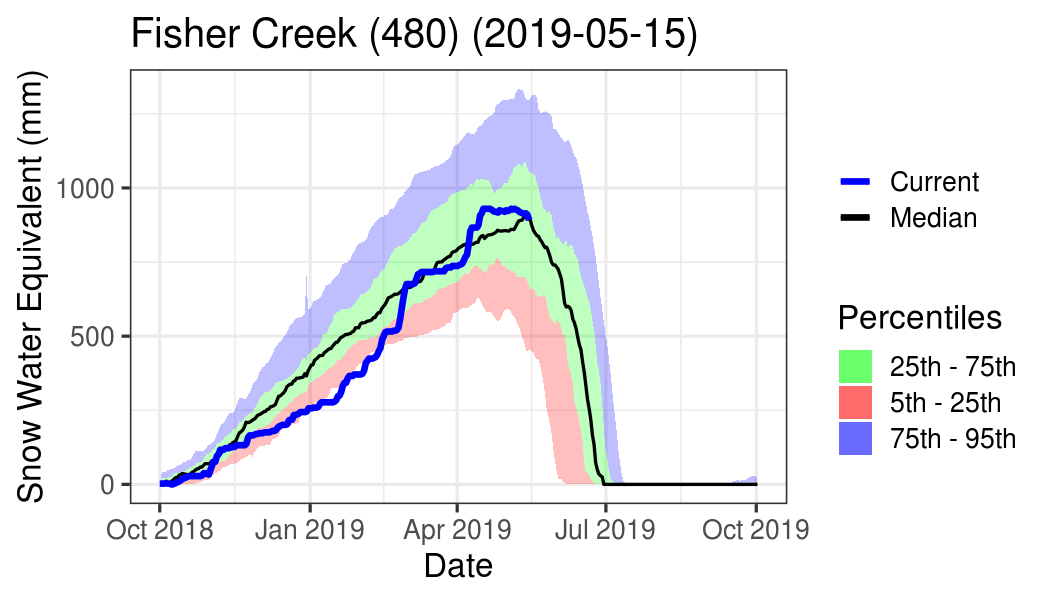 Fisher Creek (480) (2019-05-15)
Snow Water Equivalent (mm)
1000
500
0
Oct 2018 Jan 2019 Apr 2019 Jul 2019 Oct 2019
Date
Current
Median
Percentiles
25th - 75th
5th - 25th
75th - 95th